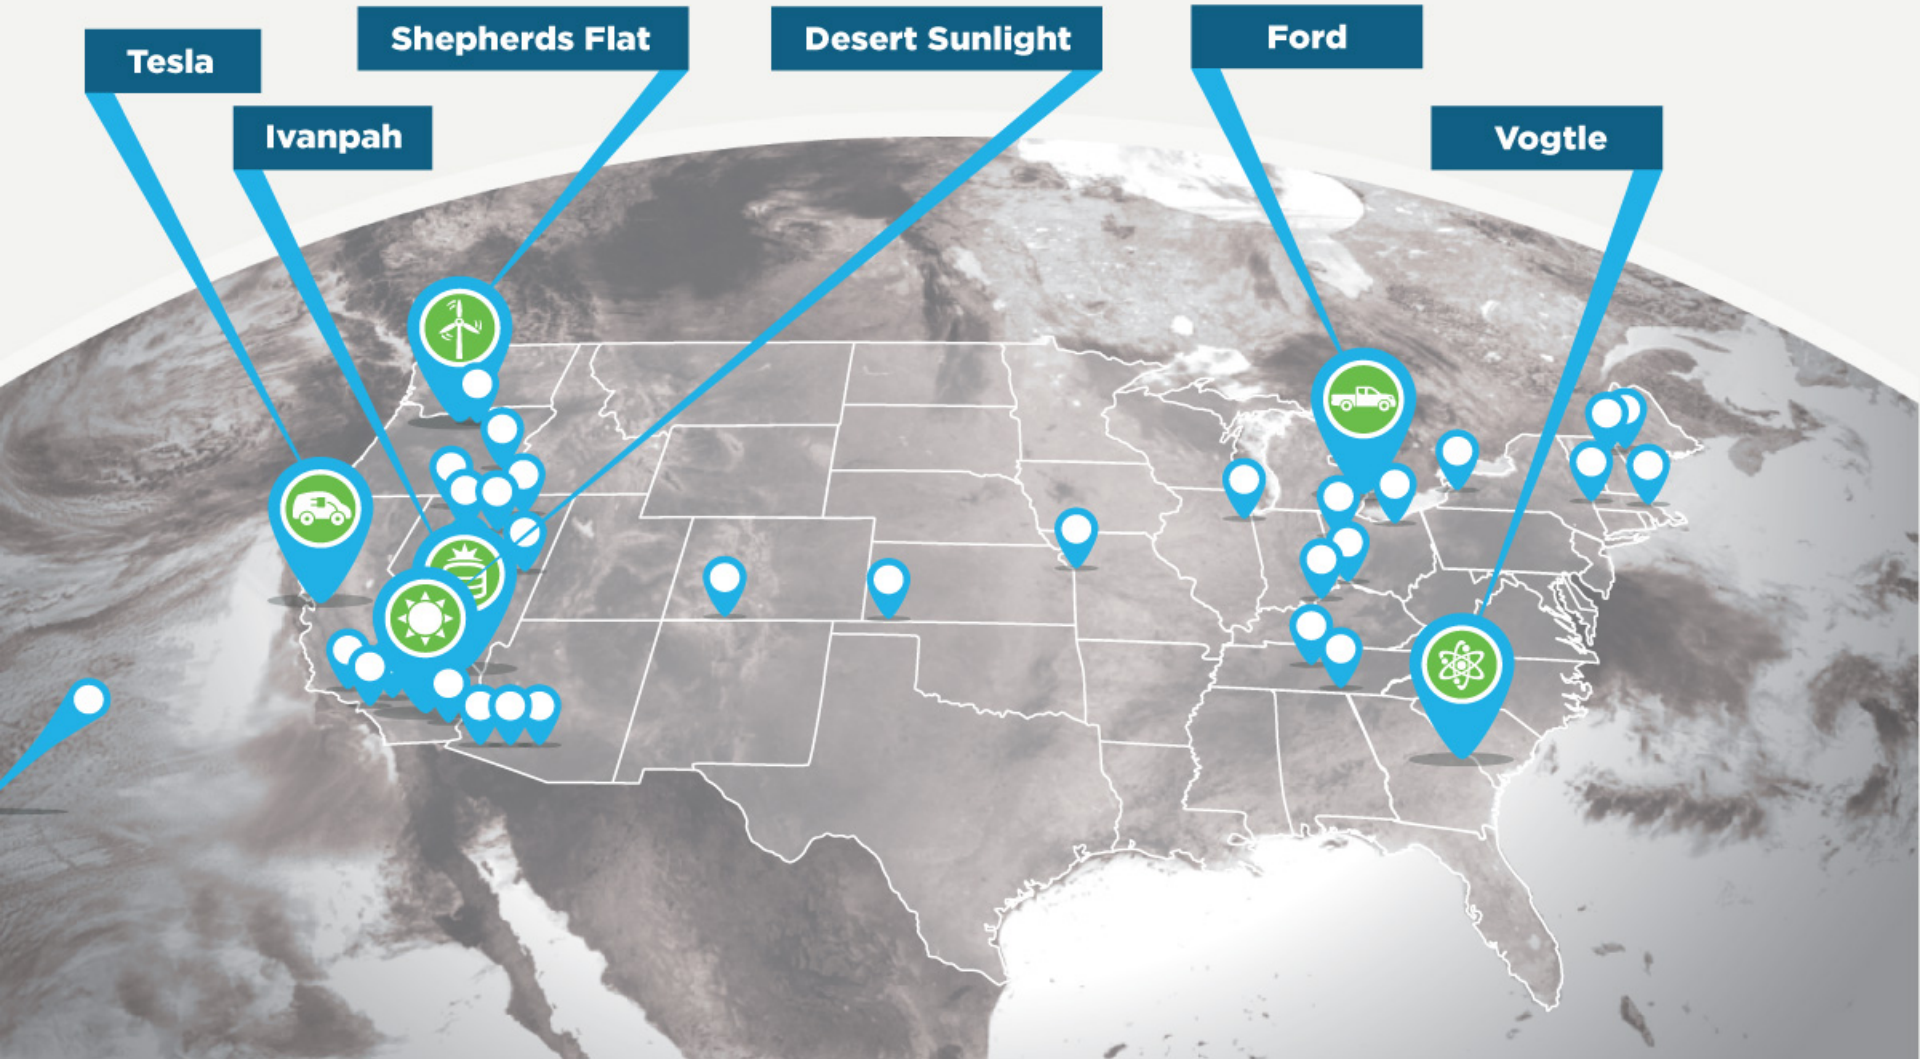 Tesla
Shepherds Flat
Desert Sunlight
Ford
Ivanpah
Vogtle